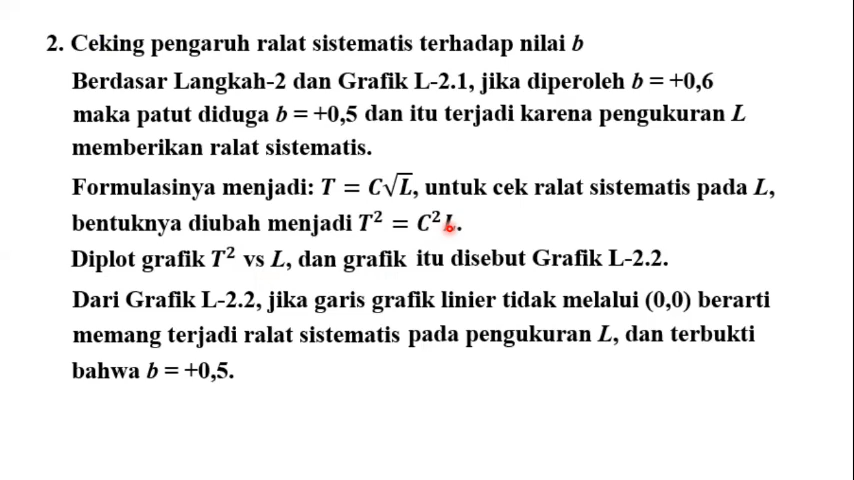 2. Ceking pengaruh ralat sistematis terhadap nilai b
Berdasar Langkah-2 dan Grafik L-2.1, jika diperoleh b = +0,6
maka patut diduga b = +0,5 dan itu terjadi karena pengukuran L
memberikan ralat sistematis.
Formulasinya menjadi: T = C√L, untuk cek ralat sistematis pada L,
bentuknya diubah menjadi T² = C²L.
Diplot grafik T² vs L, dan grafik itu disebut Grafik L-2.2.
Dari Grafik L-2.2, jika garis grafik linier tidak melalui (0,0) berarti
memang terjadi ralat sistematis pada pengukuran L, dan terbukti
bahwa b = +0,5.